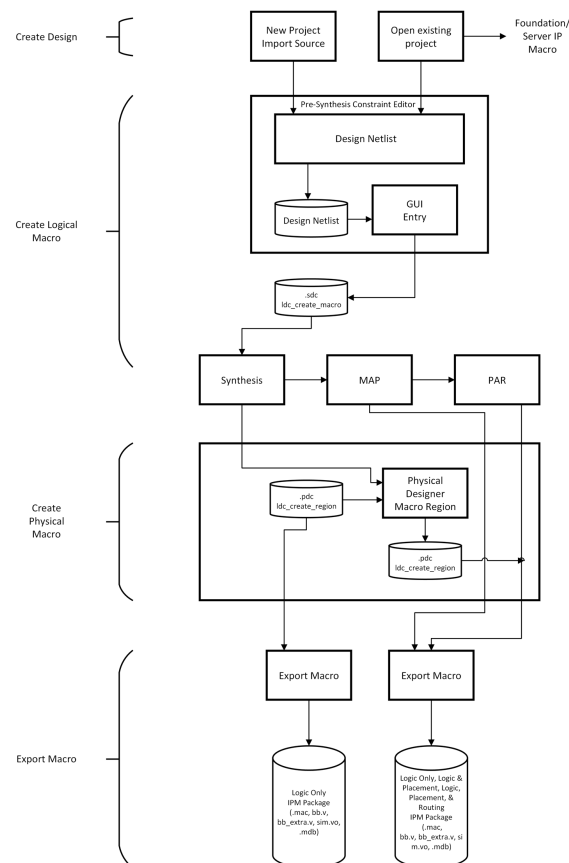 Create Design
New Project
Import Source
Open existing
project
Foundation/
Server IP
Macro
Pre-Synthesis Constraint Editor
Design Netlist
Design Netlist
GUI
Entry
Create Logical
Macro
.sdc
ldc_create_macro
Synthesis
MAP
PAR
Create
Physical
Macro
.pdc
ldc_create_region
Physical
Designer
Macro Region
.pdc
ldc_create_region
Export Macro
Export Macro
Export Macro
Logic Only
IPM Package
(.mac, bb.v,
bb_extra.v, sim.vo,
.mdb)
Logic Only, Logic &
Placement, Logic,
Placement, &
Routing
IPM Package
(.mac,
bb.v, bb_extra.v, si
m.vo, .mdb)